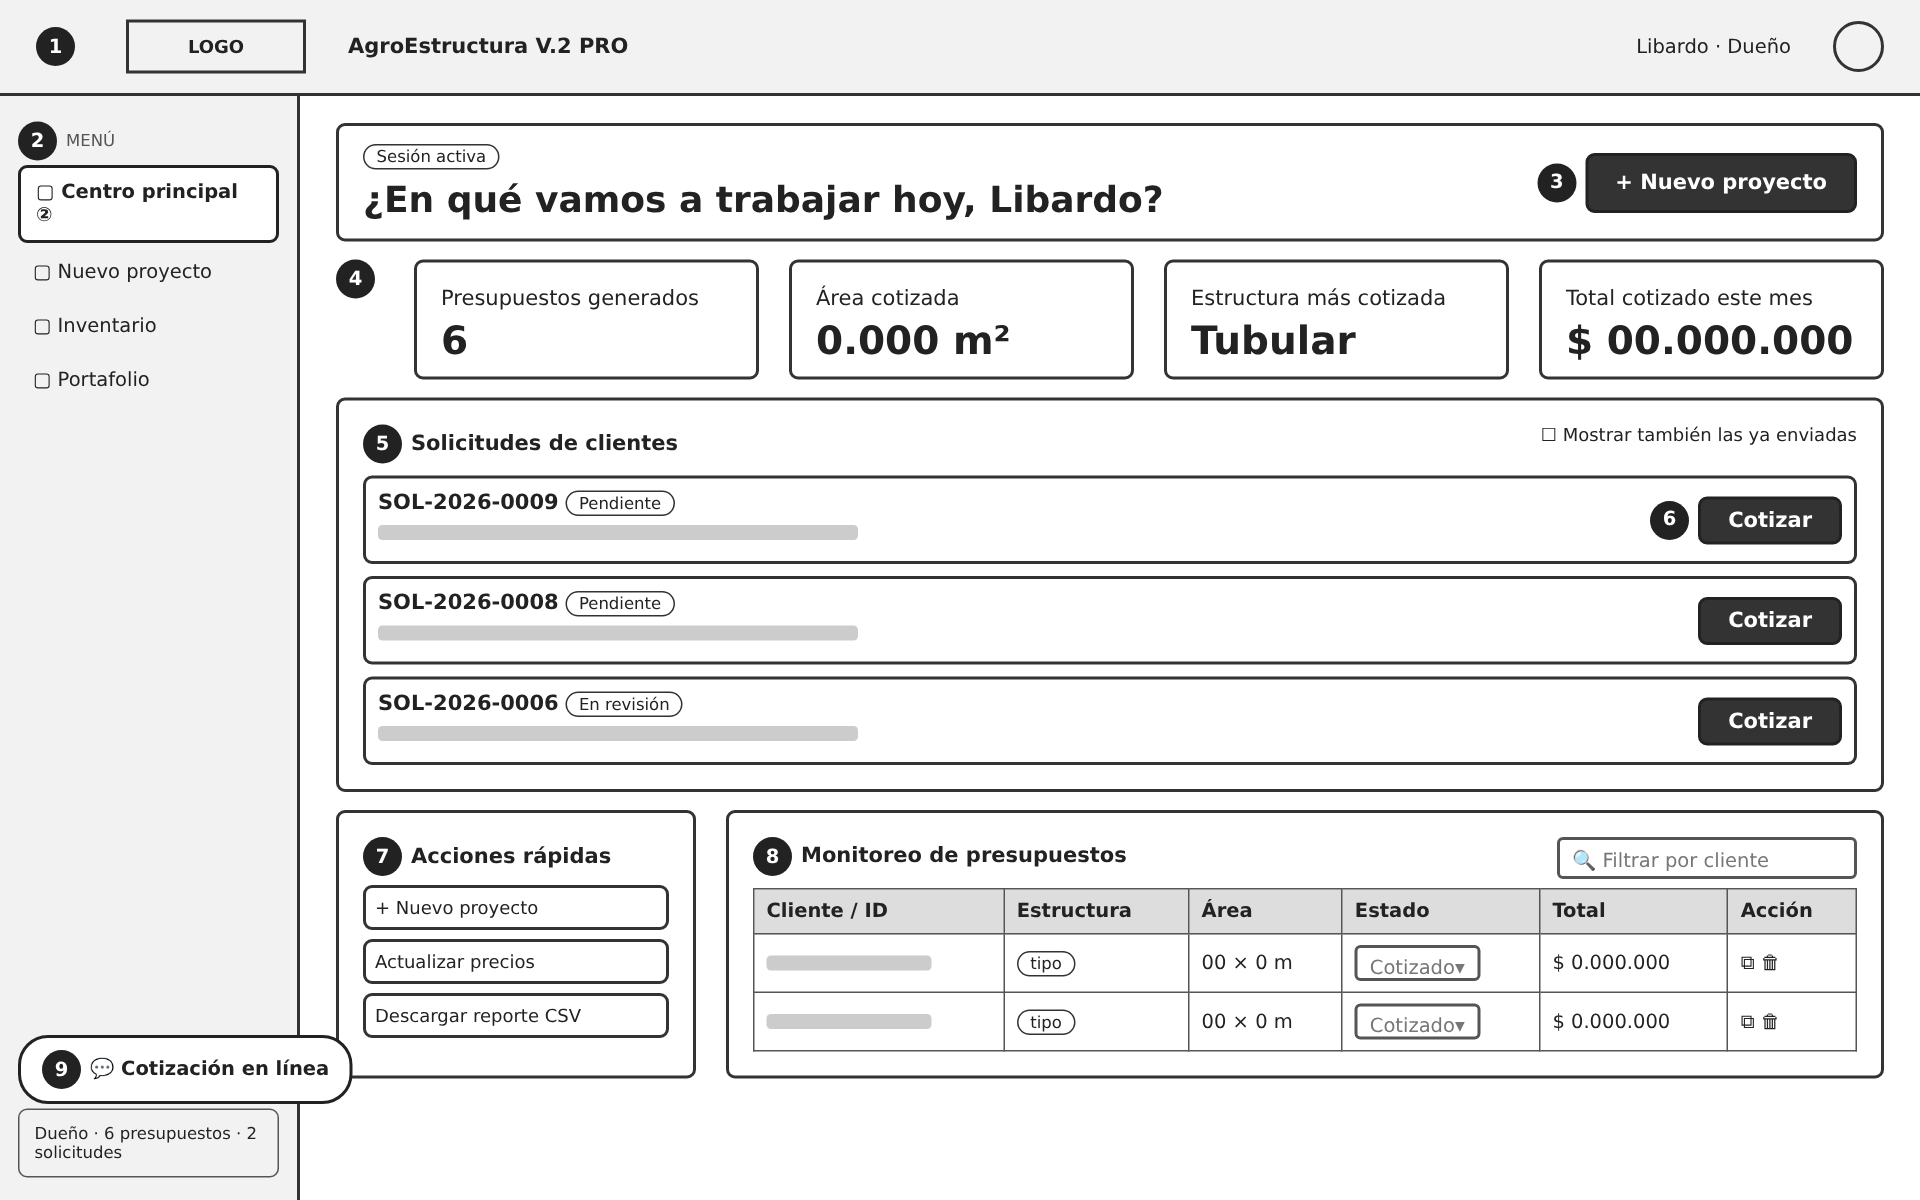 1
LOGO
AgroEstructura V.2 PRO
Libardo · Dueño
2 MENÚ
▢ Centro principal
②
▢ Nuevo proyecto
▢ Inventario
▢ Portafolio
Sesión activa
¿En qué vamos a trabajar hoy, Libardo?
3 + Nuevo proyecto
4
Presupuestos generados
6
Área cotizada
0.000 m²
Estructura más cotizada
Tubular
Total cotizado este mes
$ 00.000.000
5 Solicitudes de clientes
☐ Mostrar también las ya enviadas
SOL-2026-0009 Pendiente
6 Cotizar
SOL-2026-0008 Pendiente
Cotizar
SOL-2026-0006 En revisión
Cotizar
7 Acciones rápidas
+ Nuevo proyecto
Actualizar precios
Descargar reporte CSV
8 Monitoreo de presupuestos
🔍 Filtrar por cliente
Cliente / ID Estructura Área Estado Total Acción
tipo 00 × 0 m Cotizado▾ $ 0.000.000 ⧉ 🗑
tipo 00 × 0 m Cotizado▾ $ 0.000.000 ⧉ 🗑
9 💬 Cotización en línea
Dueño · 6 presupuestos · 2
solicitudes